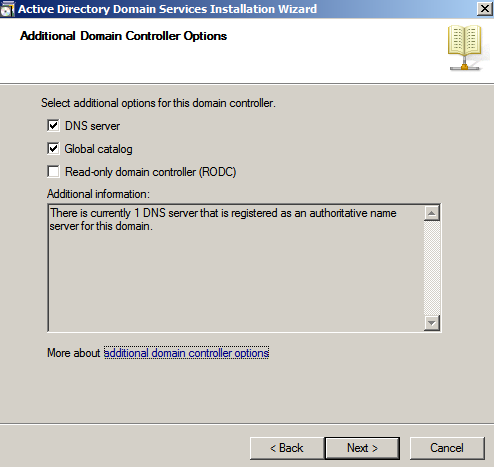 Active Directory Domain Services Installation Wizard
Additional Domain Controller Options
Select additional options for this domain controller.
DNS server
Global catalog
Read-only domain controller (RODC)
Additional information:
There is currently 1 DNS server that is registered as an authoritative name
server for this domain.
More about additional domain controller options
< Back
Next >
Cancel